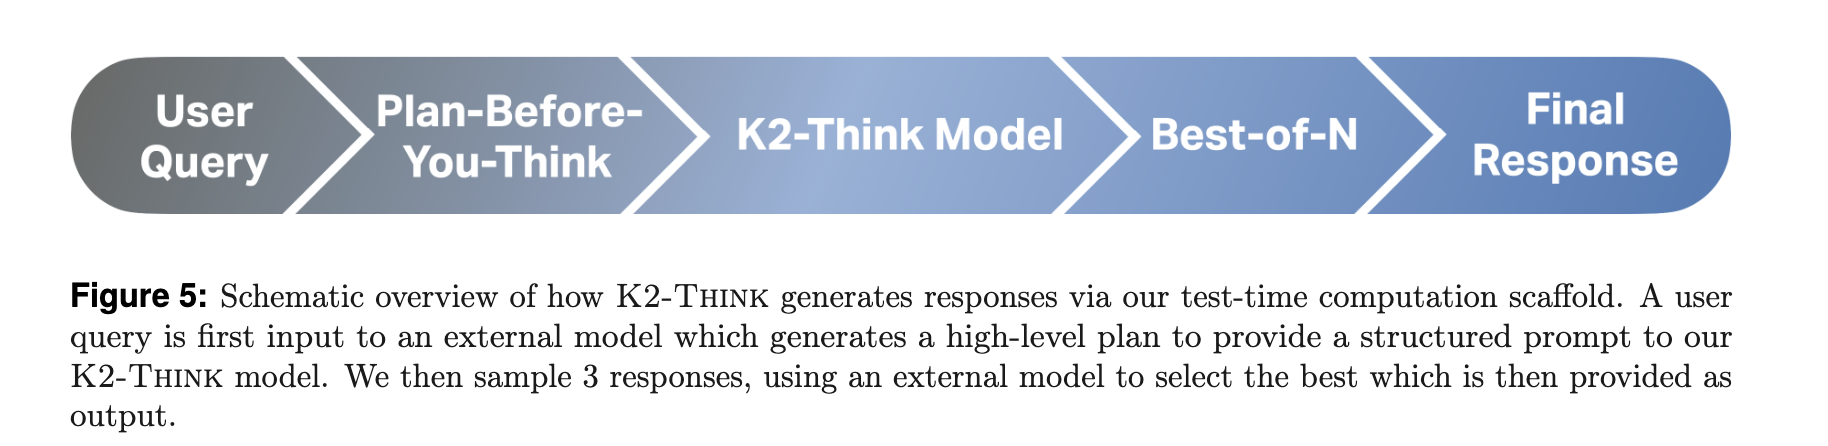 User
Query
Plan-Before-
You-Think
K2-Think Model
Best-of-N
Final
Response
Figure 5: Schematic overview of how K2-THINK generates responses via our test-time computation scaffold. A user
query is first input to an external model which generates a high-level plan to provide a structured prompt to our
K2-THINK model. We then sample 3 responses, using an external model to select the best which is then provided as
output.